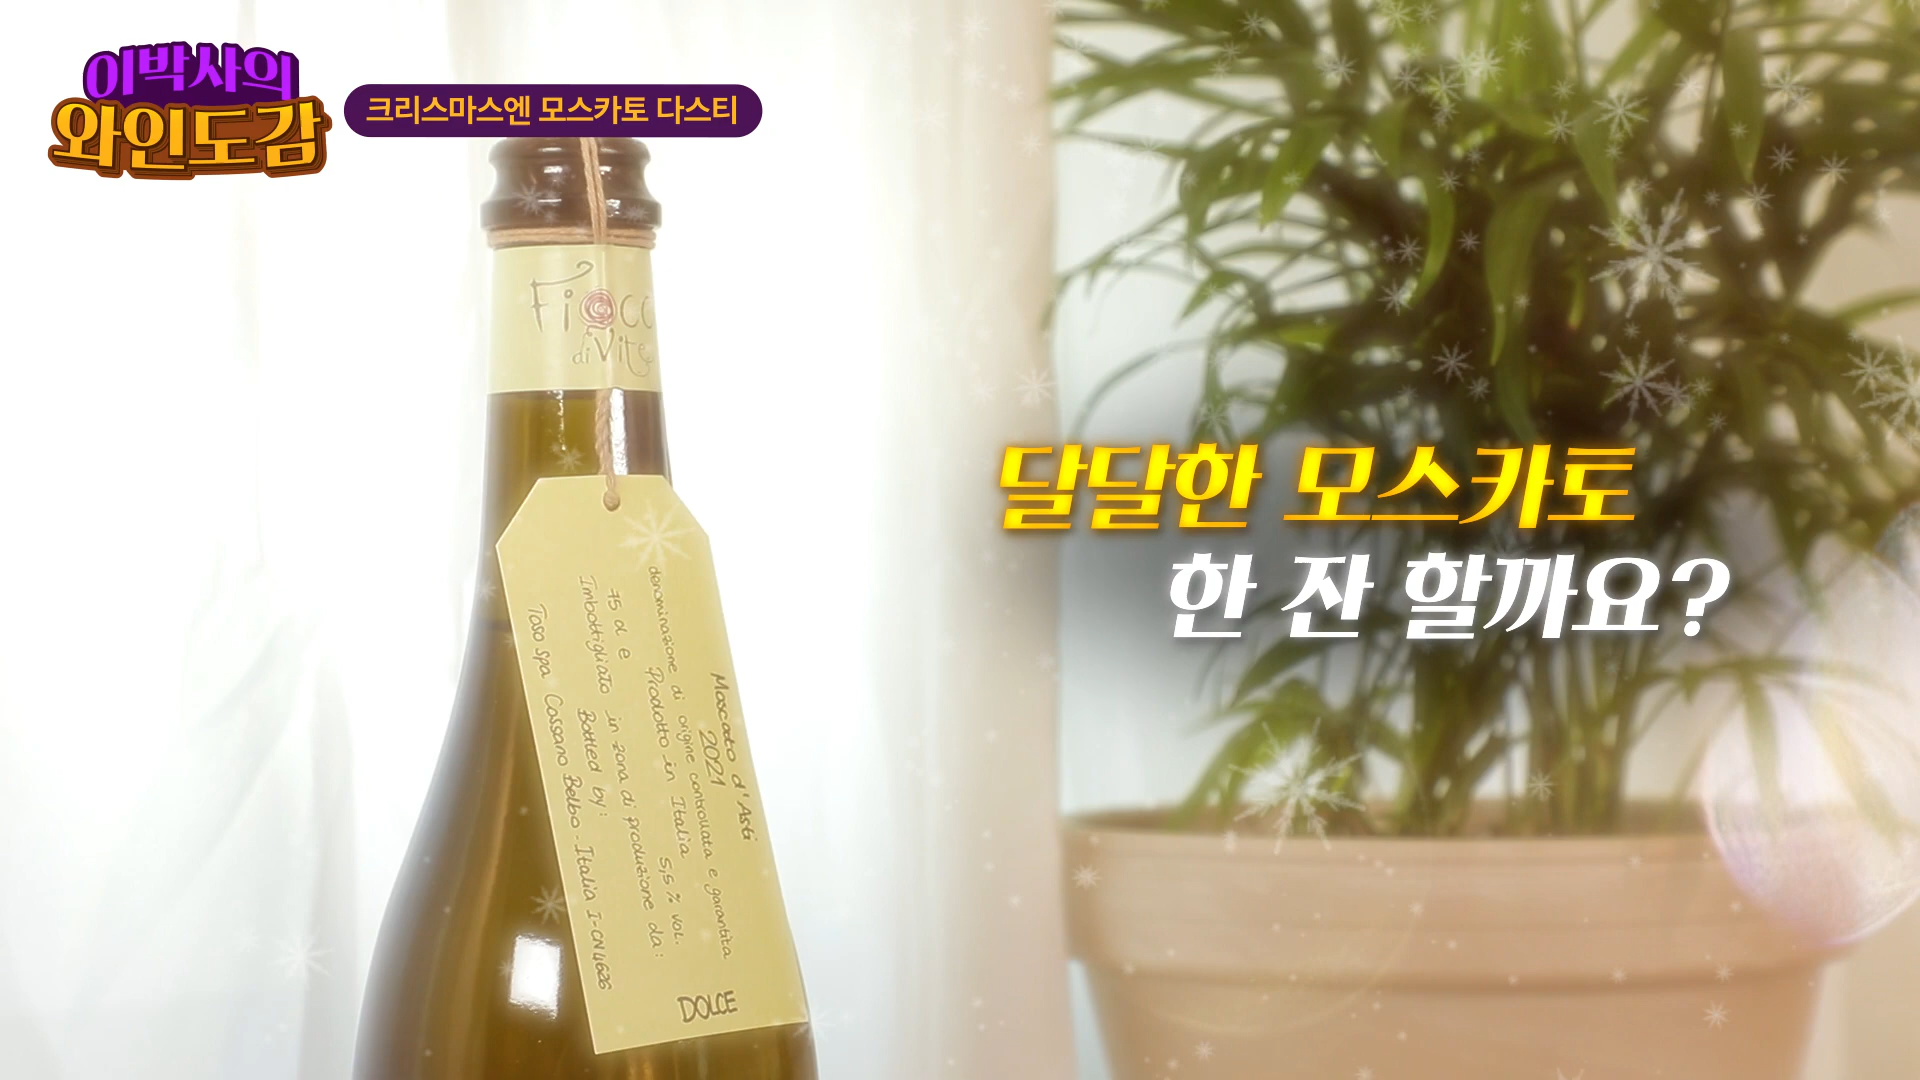 이박사의
와인도감
크리스마스엔 모스카토 다스티
Fiocc
di Vite
달달한 모스카토
한 잔 할까요?
Moscato d'Asti
2021
denominazione di origine controllata e garantita
Prodotto in Italia 5,5 % vol.
75 cl e
Imbottigliato in zona di produzione da:
Bottled by:
Toso spa Cossano Belbo - Italia I-CN4626
DOLCE